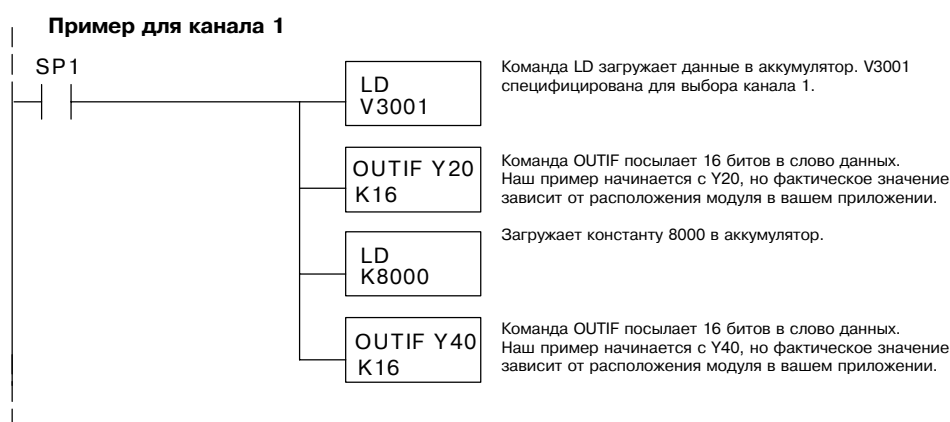 Пример для канала 1
SP1
LD
V3001
Команда LD загружает данные в аккумулятор. V3001
специфицирована для выбора канала 1.
OUTIF Y20
K16
Команда OUTIF посылает 16 битов в слово данных.
Наш пример начинается с Y20, но фактическое значение
зависит от расположения модуля в вашем приложении.
LD
K8000
Загружает константу 8000 в аккумулятор.
OUTIF Y40
K16
Команда OUTIF посылает 16 битов в слово данных.
Наш пример начинается с Y40, но фактическое значение
зависит от расположения модуля в вашем приложении.